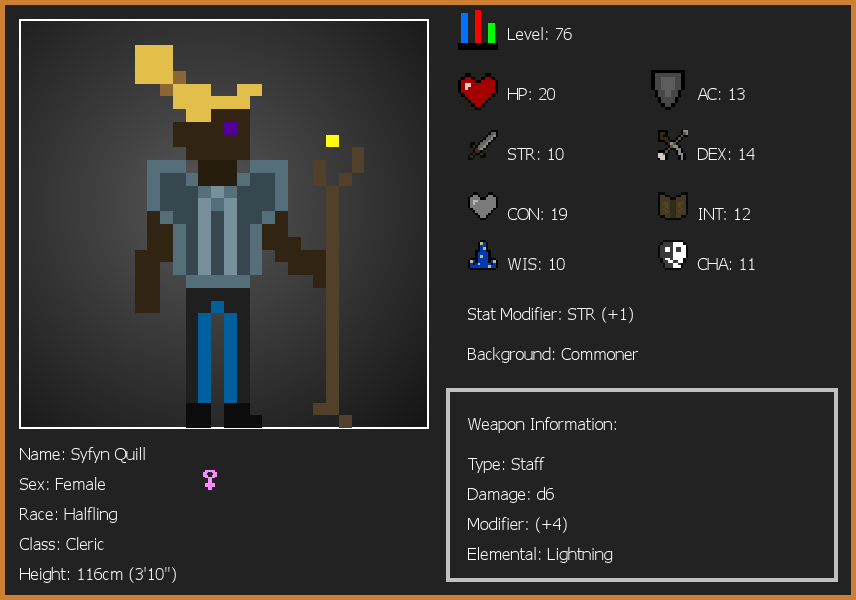 Level: 76
HP: 20
AC: 13
STR: 10
DEX: 14
CON: 19
INT: 12
WIS: 10
CHA: 11
Stat Modifier: STR (+1)
Background: Commoner
Weapon Information:
Type: Staff
Damage: d6
Modifier: (+4)
Elemental: Lightning
Name: Syfyn Quill
Sex: Female
Race: Halfling
Class: Cleric
Height: 116cm (3'10")